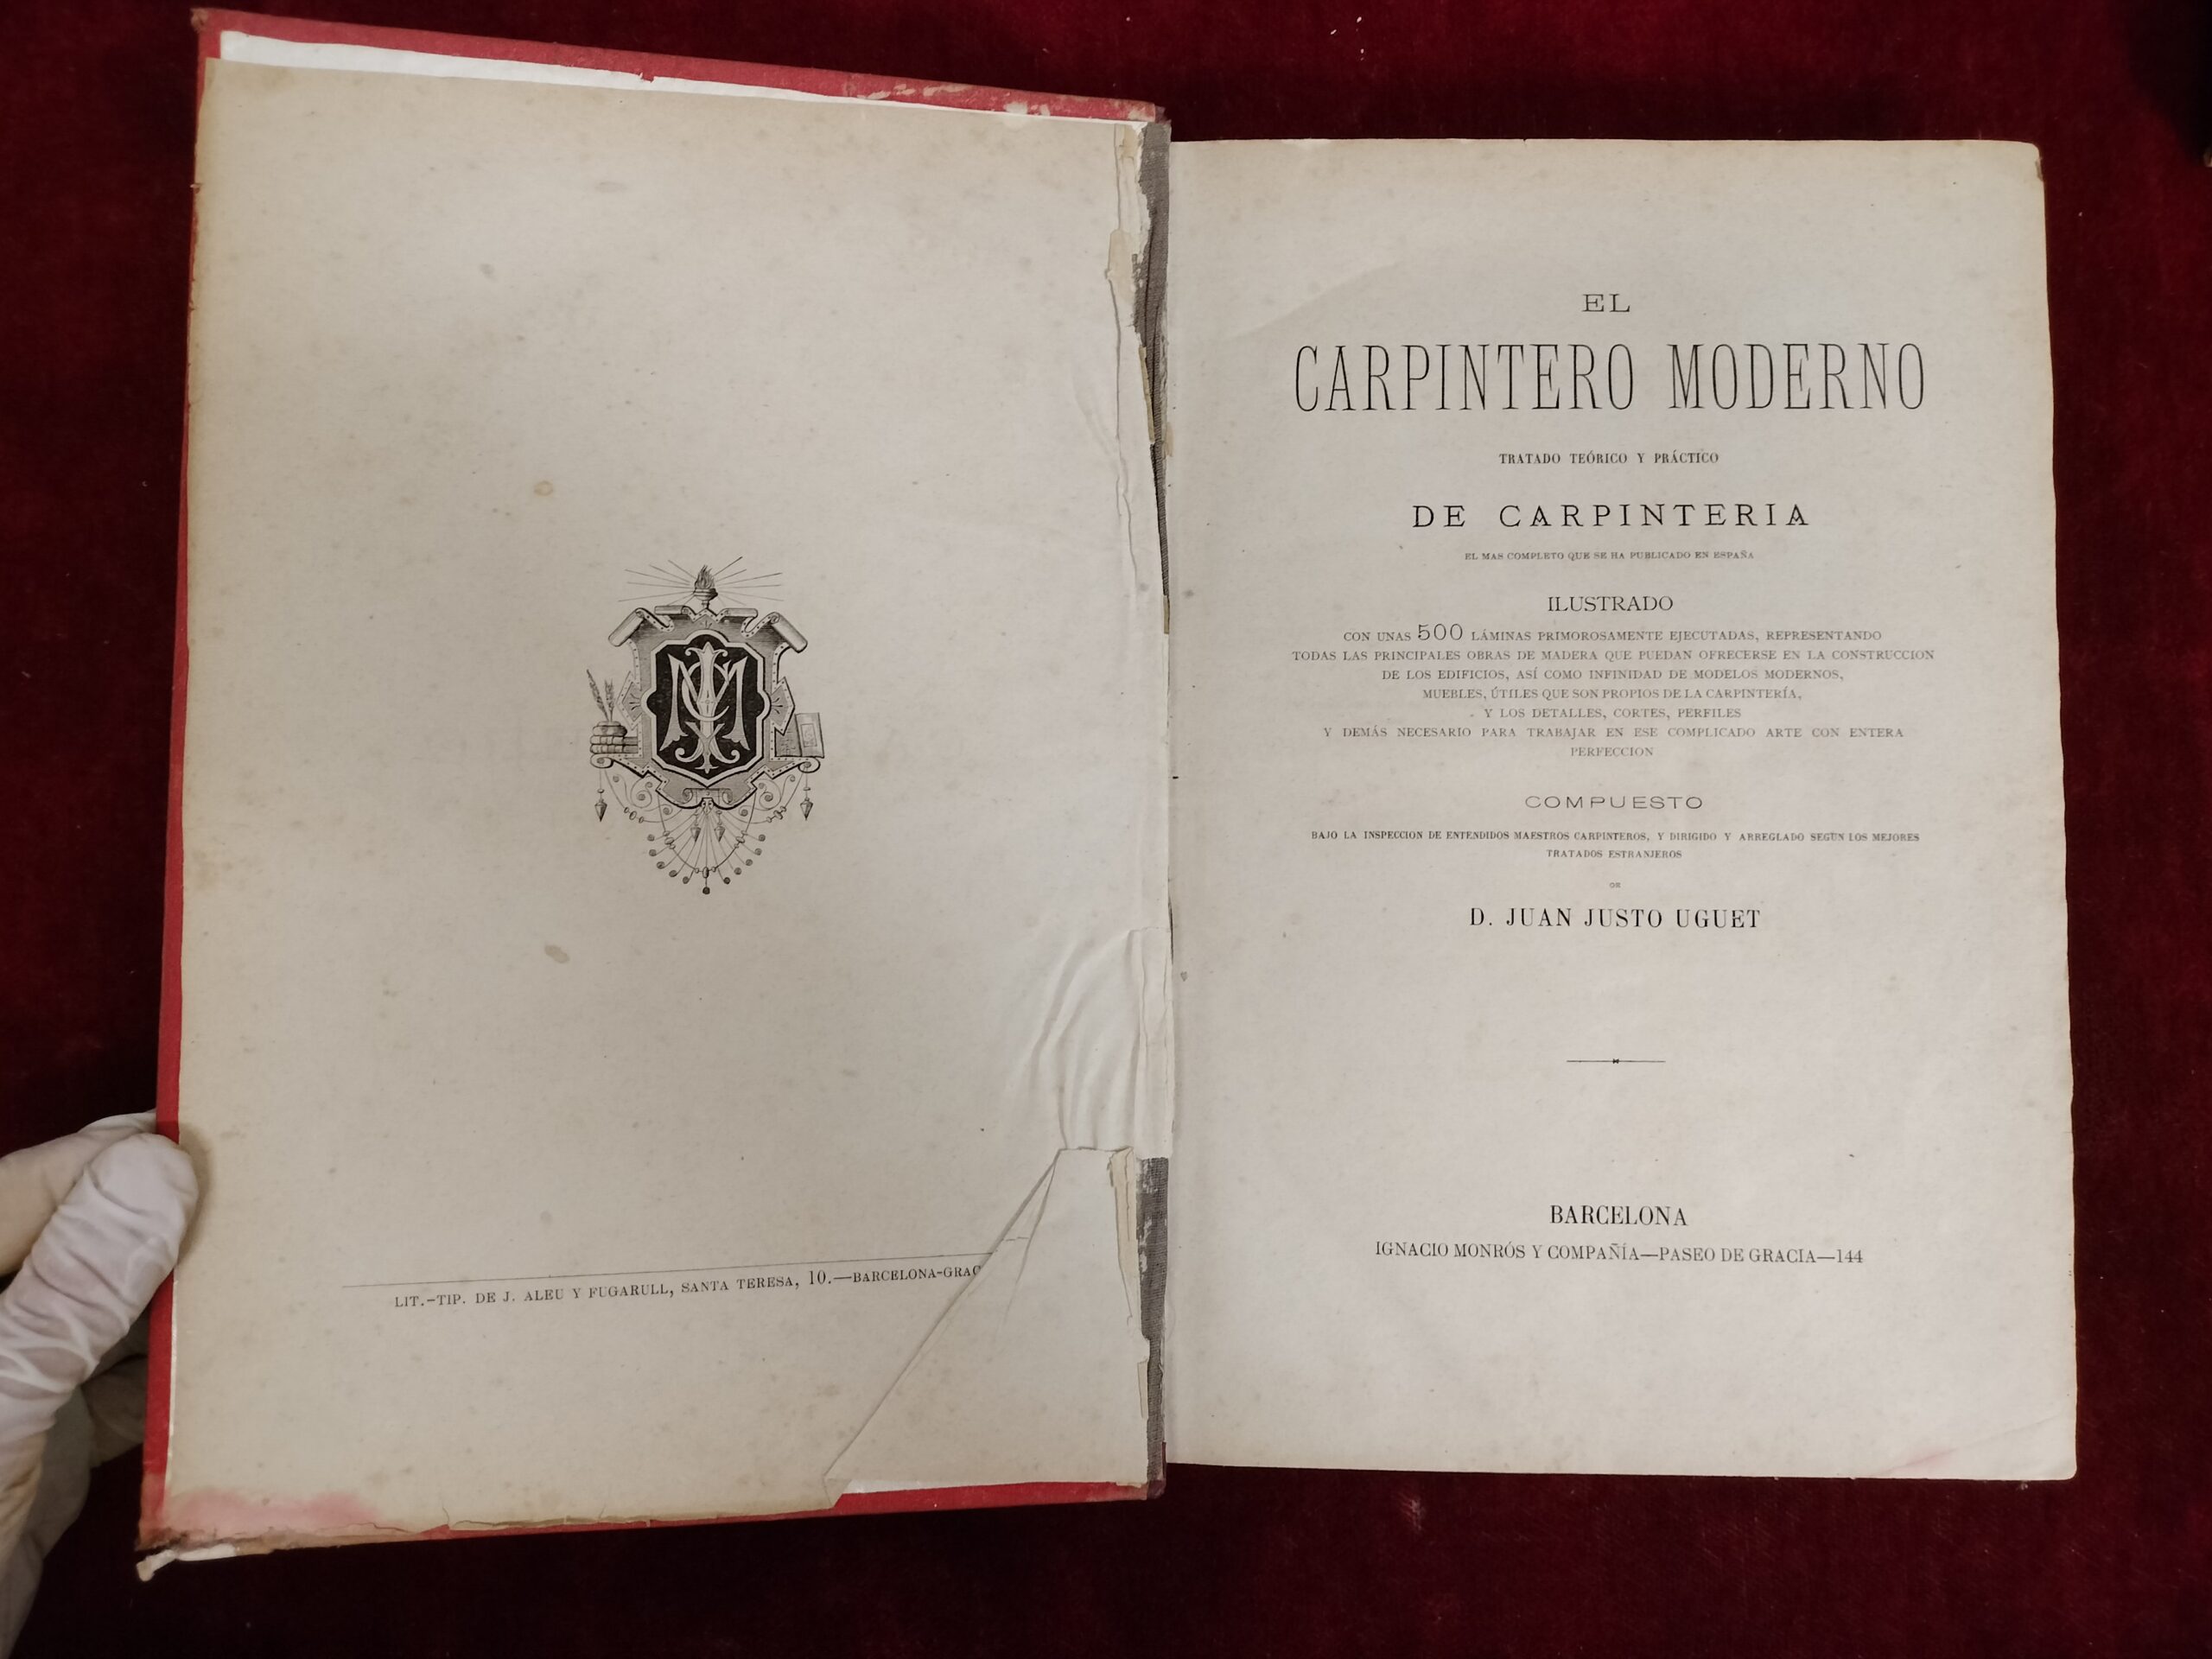 LIT.-TIP. DE J. ALEU Y FUGARULL, SANTA TERESA, 10.—BARCELONA-GRAC
EL
CARPINTERO MODERNO
TRATADO TEÓRICO Y PRÁCTICO
DE CARPINTERIA
EL MAS COMPLETO QUE SE HA PUBLICADO EN ESPAÑA
ILUSTRADO
CON UNAS 500 LÁMINAS PRIMOROSAMENTE EJECUTADAS, REPRESENTANDO
TODAS LAS PRINCIPALES OBRAS DE MADERA QUE PUEDAN OFRECERSE EN LA CONSTRUCCION
DE LOS EDIFICIOS, ASÍ COMO INFINIDAD DE MODELOS MODERNOS,
MUEBLES, ÚTILES QUE SON PROPIOS DE LA CARPINTERÍA,
Y LOS DETALLES, CORTES, PERFILES
Y DEMÁS NECESARIO PARA TRABAJAR EN ESE COMPLICADO ARTE CON ENTERA
PERFECCION
COMPUESTO
BAJO LA INSPECCION DE ENTENDIDOS MAESTROS CARPINTEROS, Y DIRIGIDO Y ARREGLADO SEGUN LOS MEJORES
TRATADOS ESTRANJEROS
D. JUAN JUSTO UGUET
BARCELONA
IGNACIO MONRÓS Y COMPAÑÍA—PASEO DE GRACIA—144